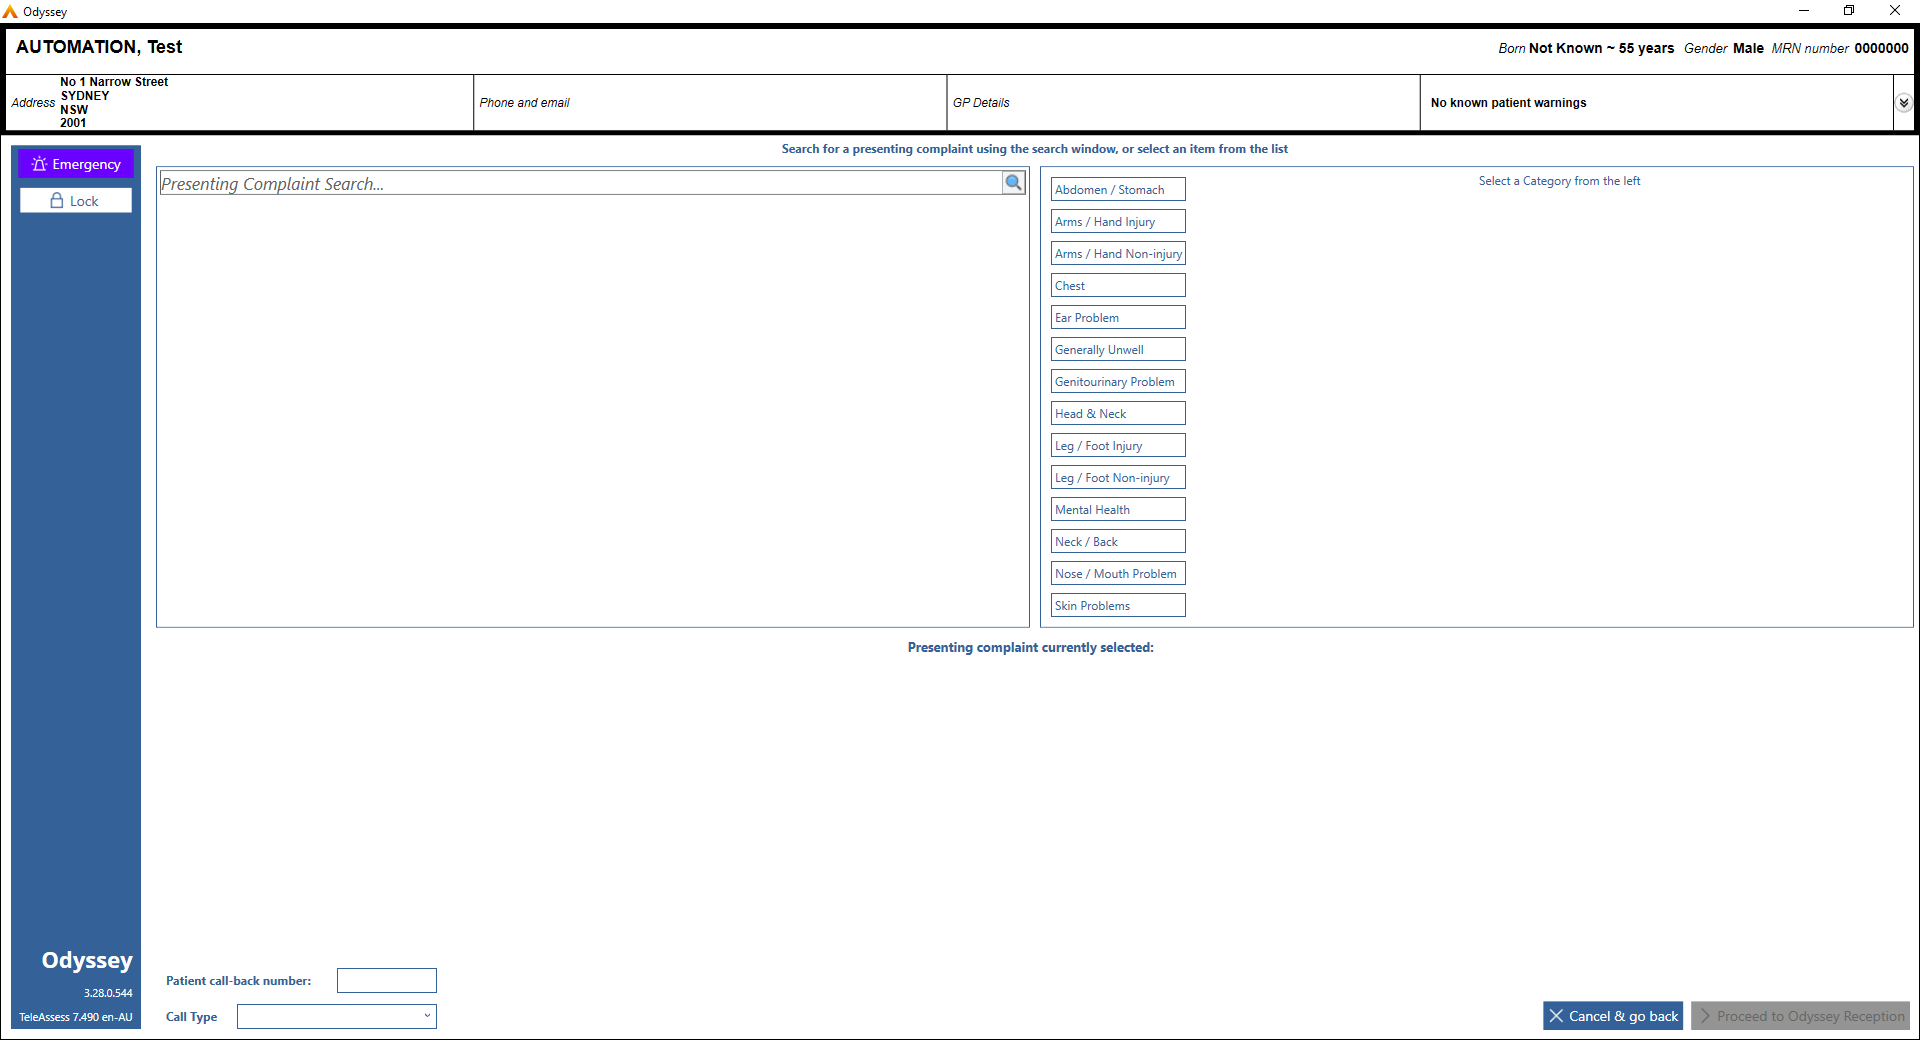 Odyssey
AUTOMATION, Test
Born Not Known ~ 55 years Gender Male MRN number 0000000
Address
No 1 Narrow Street
SYDNEY
NSW
2001
Phone and email
GP Details
No known patient warnings
Emergency
Lock
Search for a presenting complaint using the search window, or select an item from the list
Presenting Complaint Search...
Select a Category from the left
Abdomen / Stomach
Arms / Hand Injury
Arms / Hand Non-injury
Chest
Ear Problem
Generally Unwell
Genitourinary Problem
Head & Neck
Leg / Foot Injury
Leg / Foot Non-injury
Mental Health
Neck / Back
Nose / Mouth Problem
Skin Problems
Presenting complaint currently selected:
Odyssey
3.28.0.544
TeleAssess 7.490 en-AU
Patient call-back number:
Call Type
Cancel & go back
Proceed to Odyssey Reception